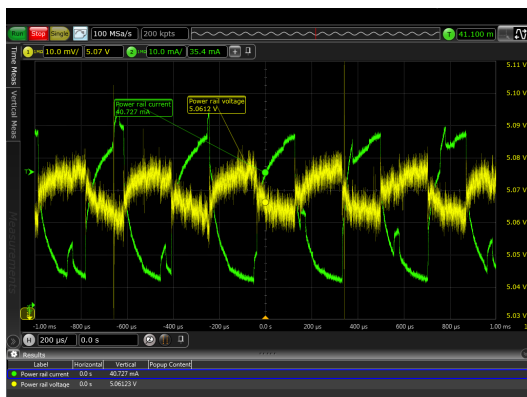 Run Stop Single 100 MSa/s 200 kpts T 41.100 m
1 10.0 mV/ 5.07 V 2 10.0 mA/ 35.4 mA +
Time Meas
Vertical Meas
Measurements
5.11 V
5.10 V
5.09 V
5.08 V
5.07 V
5.06 V
5.05 V
5.04 V
5.03 V
Power rail current
40.727 mA
Power rail voltage
5.0612 V
T
-1.00 ms -800 µs -600 µs -400 µs -200 µs 0.0 s 200 µs 400 µs 600 µs 800 µs 1.00 ms
H 200 µs/ 0.0 s
Results
Label Horizontal Vertical Popup Content
Power rail current 0.0 s 40.727 mA
Power rail voltage 0.0 s 5.06123 V